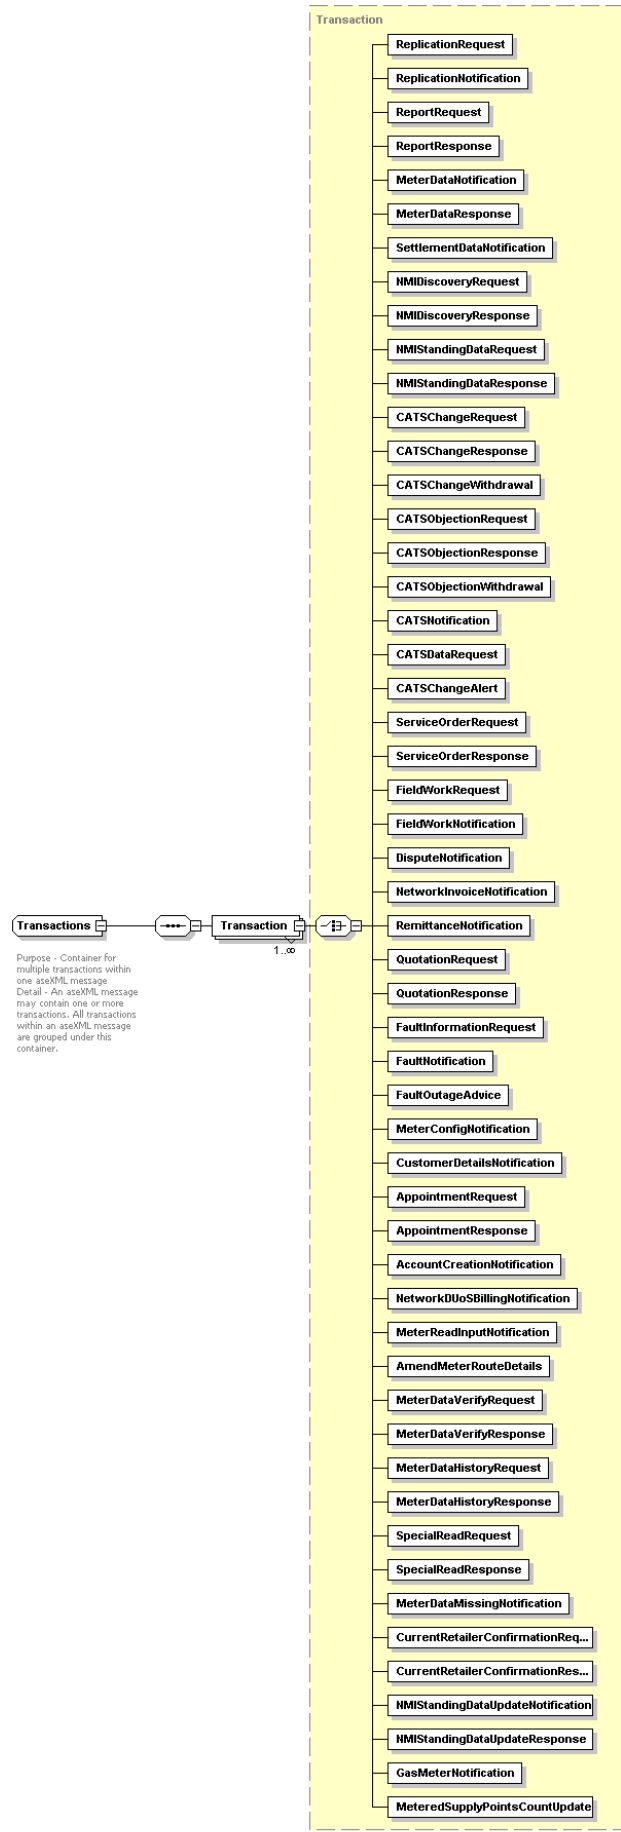 Transaction
ReplicationRequest
ReplicationNotification
ReportRequest
ReportResponse
MeterDataNotification
MeterDataResponse
SettlementDataNotification
NMIDiscoveryRequest
NMIDiscoveryResponse
NMIStandingDataRequest
NMIStandingDataResponse
CATSChangeRequest
CATSChangeResponse
CATSChangeWithdrawal
CATSObjectionRequest
CATSObjectionResponse
CATSObjectionWithdrawal
CATSNotification
CATSDataRequest
CATSChangeAlert
ServiceOrderRequest
ServiceOrderResponse
FieldWorkRequest
FieldWorkNotification
DisputeNotification
NetworkInvoiceNotification
Transactions
Transaction
1..∞
RemittanceNotification
Purpose - Container for
multiple transactions within
one aseXML message
Detail - An aseXML message
may contain one or more
transactions. All transactions
within an aseXML message
are grouped under this
container.
QuotationRequest
QuotationResponse
FaultInformationRequest
FaultNotification
FaultOutageAdvice
MeterConfigNotification
CustomerDetailsNotification
AppointmentRequest
AppointmentResponse
AccountCreationNotification
NetworkDUoSBillingNotification
MeterReadInputNotification
AmendMeterRouteDetails
MeterDataVerifyRequest
MeterDataVerifyResponse
MeterDataHistoryRequest
MeterDataHistoryResponse
SpecialReadRequest
SpecialReadResponse
MeterDataMissingNotification
CurrentRetailerConfirmationReq...
CurrentRetailerConfirmationRes...
NMIStandingDataUpdateNotification
NMIStandingDataUpdateResponse
GasMeterNotification
MeteredSupplyPointsCountUpdate